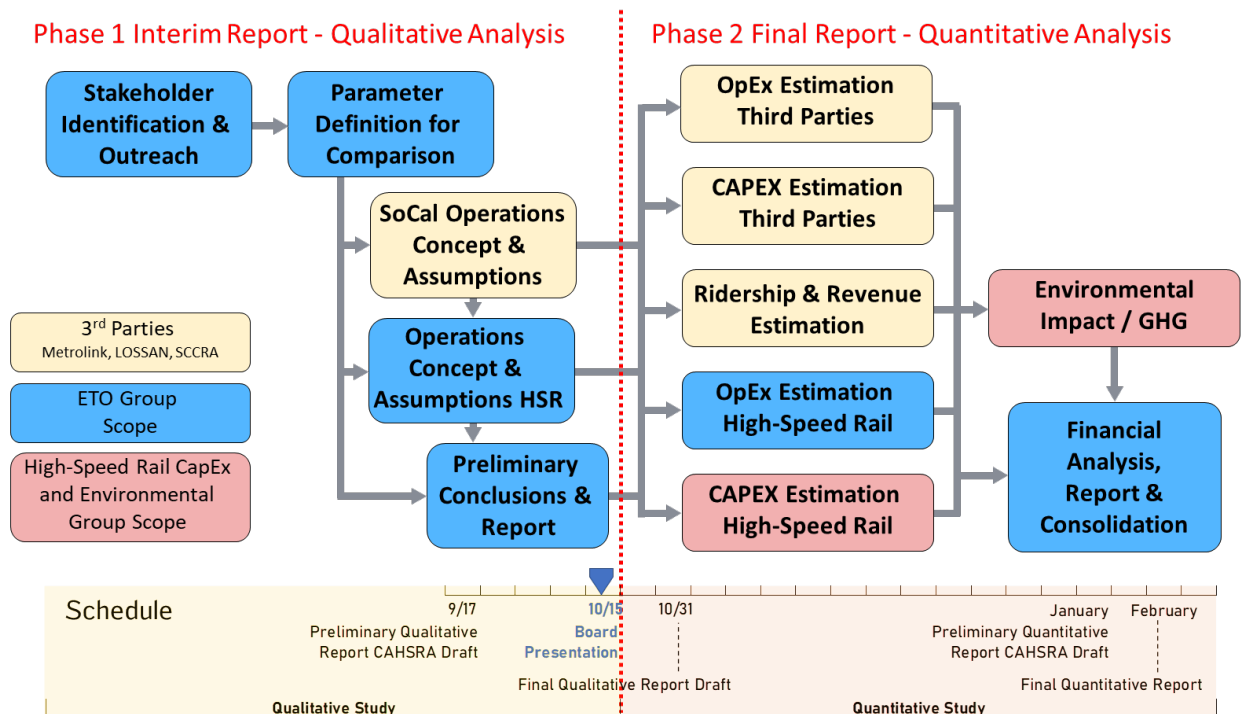 Phase 1 Interim Report - Qualitative Analysis
Phase 2 Final Report - Quantitative Analysis
Stakeholder
Identification &
Outreach
Parameter
Definition for
Comparison
SoCal Operations
Concept &
Assumptions
Operations
Concept &
Assumptions HSR
Preliminary
Conclusions &
Report
3rd Parties
Metrolink, LOSSAN, SCCRA
ETO Group
Scope
High-Speed Rail CapEx
and Environmental
Group Scope
OpEx Estimation
Third Parties
CAPEX Estimation
Third Parties
Ridership & Revenue
Estimation
OpEx Estimation
High-Speed Rail
CAPEX Estimation
High-Speed Rail
Environmental
Impact / GHG
Financial
Analysis,
Report &
Consolidation
Schedule
9/17
Preliminary Qualitative
Report CAHSRA Draft
10/15
Board
Presentation
10/31
Final Qualitative Report Draft
January
Preliminary Quantitative
Report CAHSRA Draft
February
Final Quantitative Report
Qualitative Study
Quantitative Study